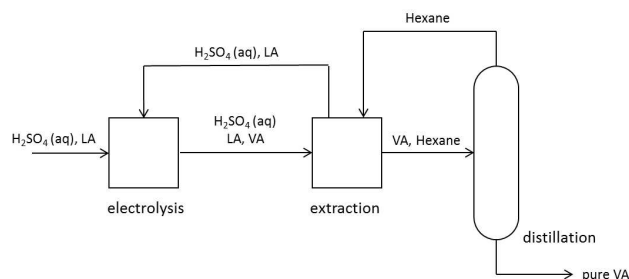 Hexane
H₂SO₄ (aq), LA
H₂SO₄ (aq), LA
H₂SO₄ (aq)
LA, VA
VA, Hexane
electrolysis
extraction
distillation
pure VA